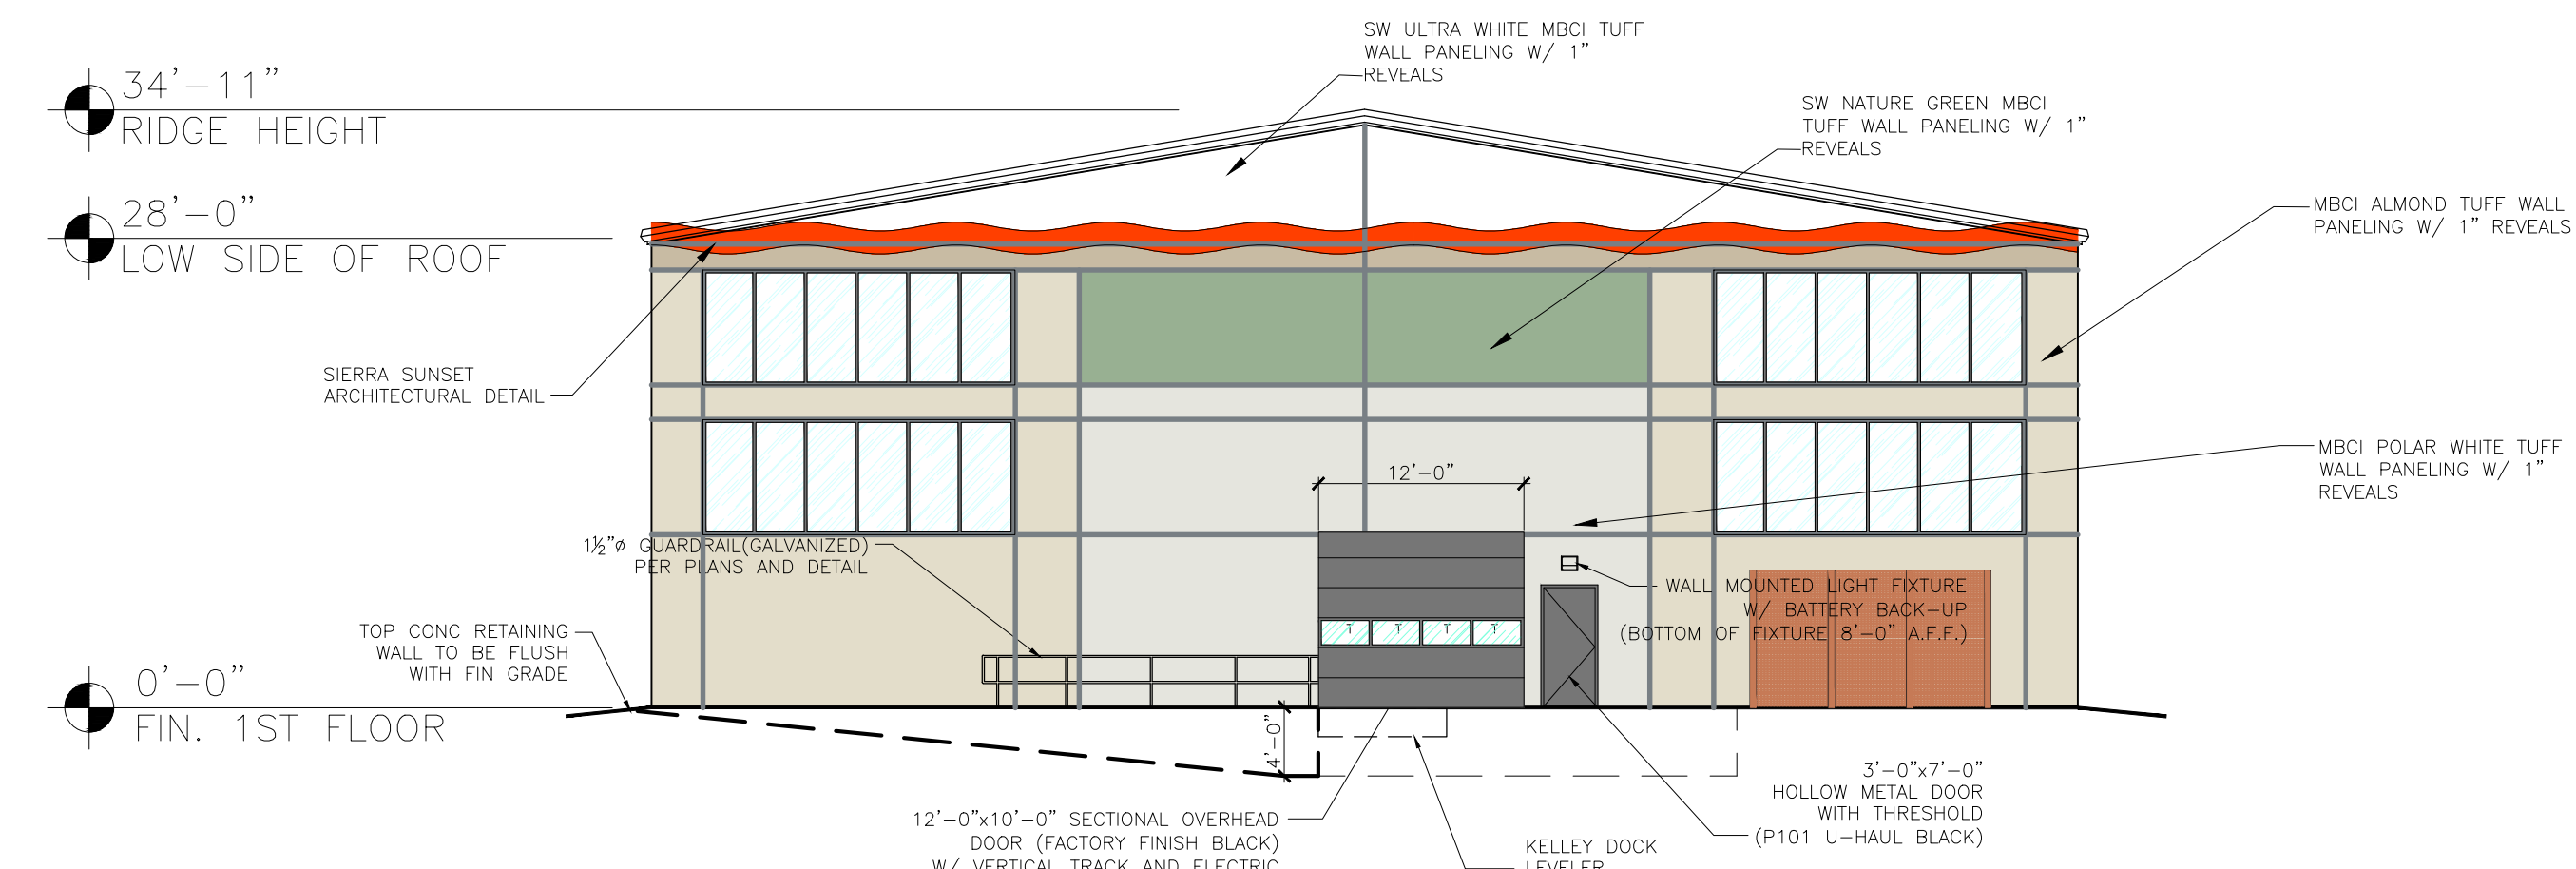 SW ULTRA WHITE MBCI TUFF
WALL PANELING W/ 1"
REVEALS
34'-11"
RIDGE HEIGHT
SW NATURE GREEN MBCI
TUFF WALL PANELING W/ 1"
REVEALS
28'-0"
LOW SIDE OF ROOF
MBCI ALMOND TUFF WALL
PANELING W/ 1" REVEALS
SIERRA SUNSET
ARCHITECTURAL DETAIL
MBCI POLAR WHITE TUFF
WALL PANELING W/ 1"
REVEALS
12'-0"
1½"ø GUARDRAIL(GALVANIZED)
PER PLANS AND DETAIL
WALL MOUNTED LIGHT FIXTURE
W/ BATTERY BACK-UP
(BOTTOM OF FIXTURE 8'-0" A.F.F.)
TOP CONC RETAINING
WALL TO BE FLUSH
WITH FIN GRADE
0'-0"
FIN. 1ST FLOOR
4'-0"
3'-0"x7'-0"
HOLLOW METAL DOOR
WITH THRESHOLD
(P101 U-HAUL BLACK)
12'-0"x10'-0" SECTIONAL OVERHEAD
DOOR (FACTORY FINISH BLACK)
W/ VERTICAL TRACK AND ELECTRIC
KELLEY DOCK
LEVELER